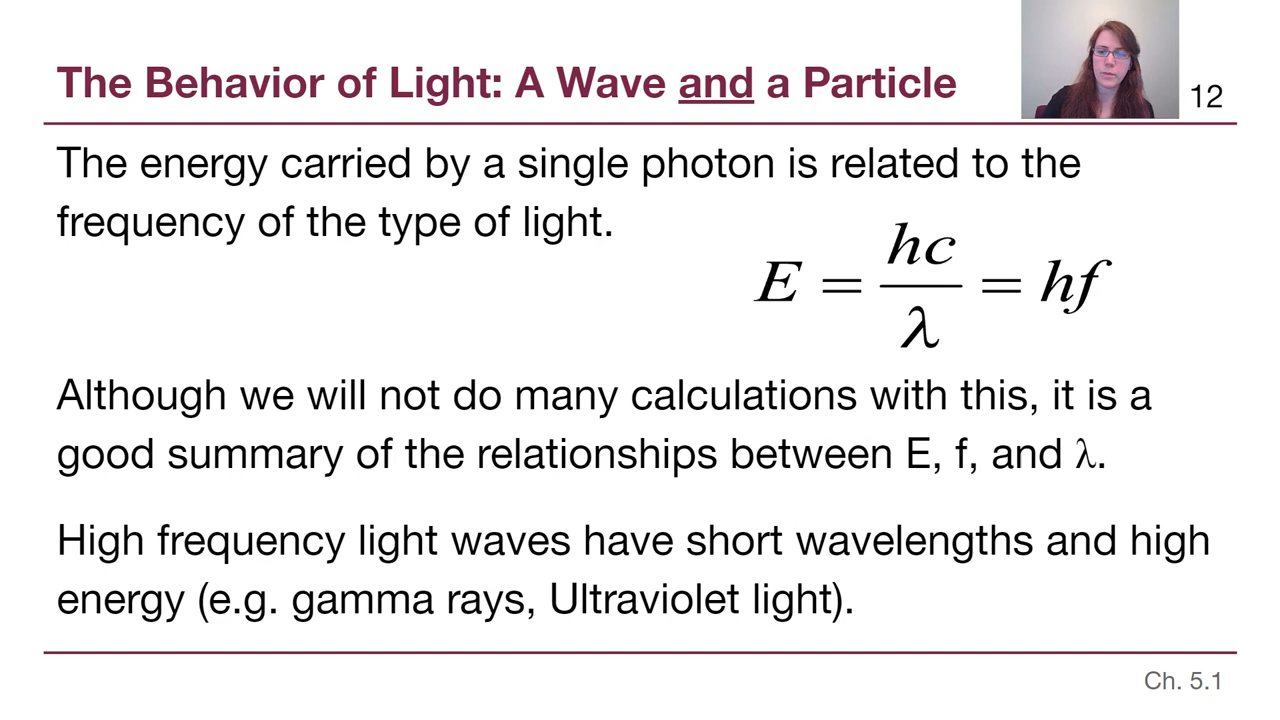 The Behavior of Light: A Wave and a Particle
12
The energy carried by a single photon is related to the
frequency of the type of light.
E = hc/λ = hf
Although we will not do many calculations with this, it is a
good summary of the relationships between E, f, and λ.
High frequency light waves have short wavelengths and high
energy (e.g. gamma rays, Ultraviolet light).
Ch. 5.1